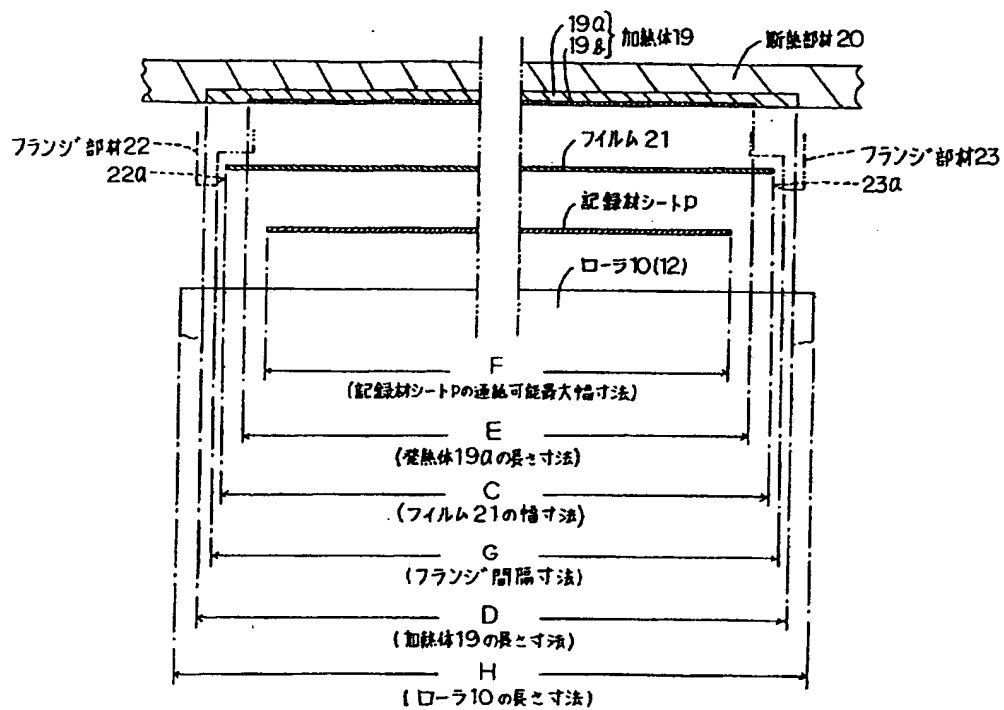 19a
19b
加熱体19
断熱部材20
フランジ部材22
22a
フイルム21
フランジ部材23
23a
記録材シートP
ローラ10(12)
F
(記録材シートPの通紙可能最大幅寸法)
E
(発熱体19aの長さ寸法)
C
(フイルム21の幅寸法)
G
(フランジ間隔寸法)
D
(加熱体19の長さ寸法)
H
(ローラ10の長さ寸法)